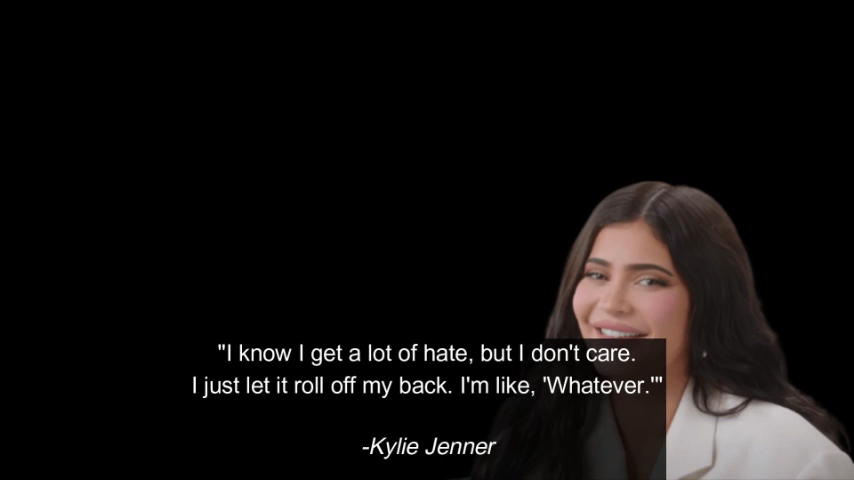 "I know I get a lot of hate, but I don't care.
I just let it roll off my back. I'm like, 'Whatever.'"
-Kylie Jenner